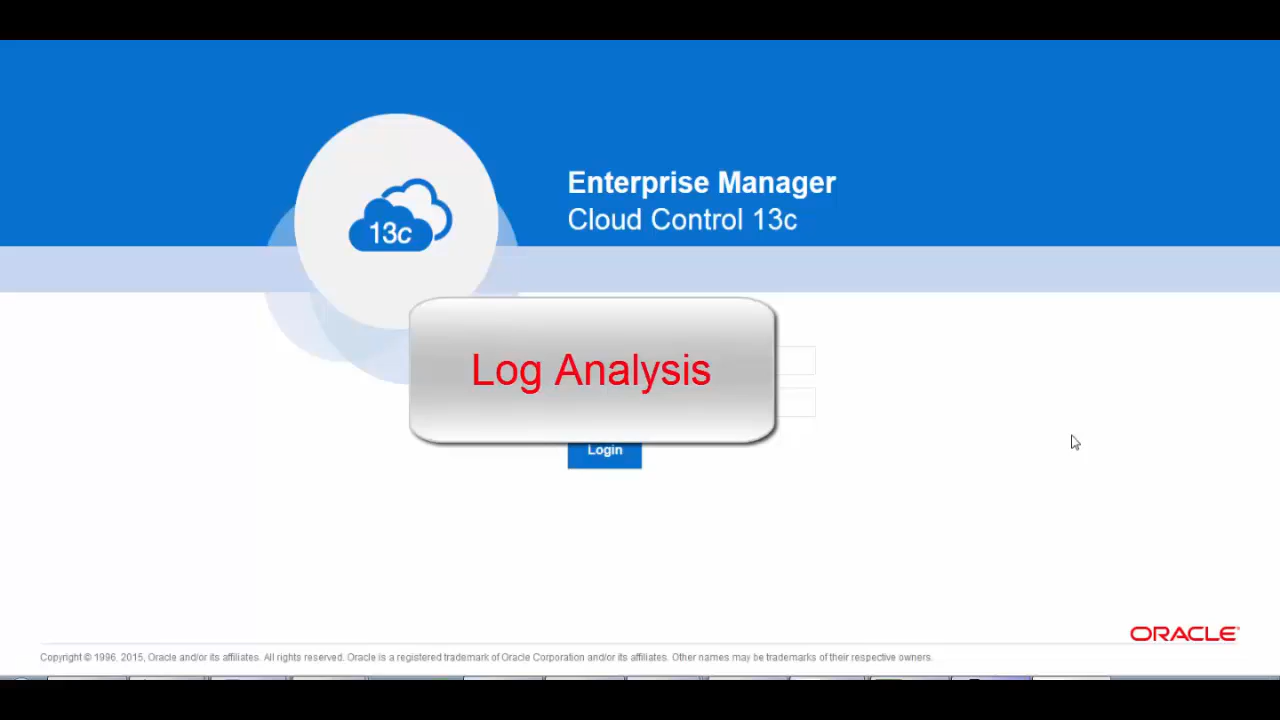 Enterprise Manager
Cloud Control 13c
13c
Log Analysis
Login
ORACLE®
Copyright © 1996, 2015, Oracle and/or its affiliates. All rights reserved. Oracle is a registered trademark of Oracle Corporation and/or its affiliates. Other names may be trademarks of their respective owners.